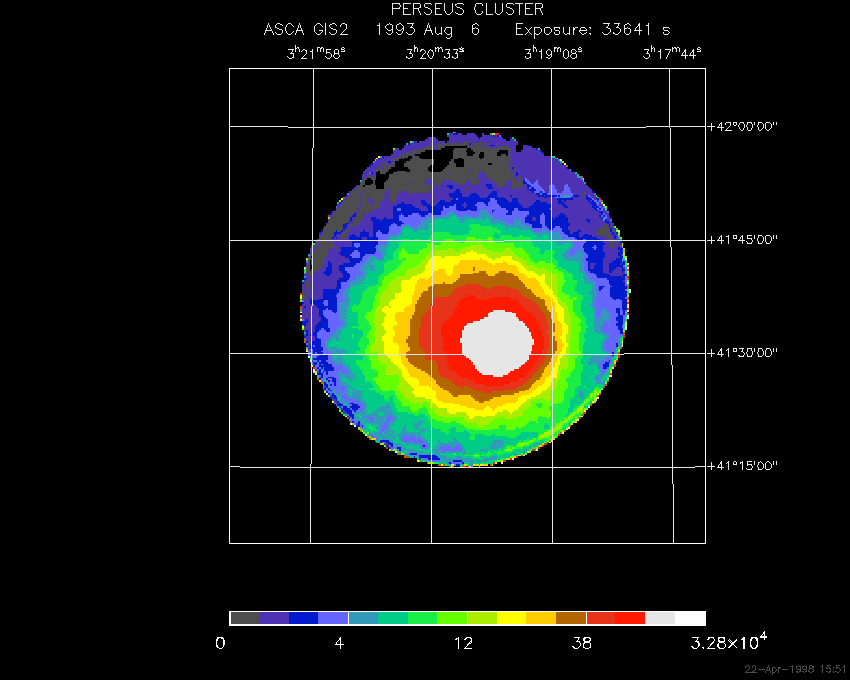 PERSEUS CLUSTER
ASCA GIS2 1993 Aug 6 Exposure: 33641 s
3ʰ21ᵐ58ˢ 3ʰ20ᵐ33ˢ 3ʰ19ᵐ08ˢ 3ʰ17ᵐ44ˢ
+42°00'00"
+41°45'00"
+41°30'00"
+41°15'00"
0 4 12 38 3.28×10⁴
22-Apr-1998 15:51